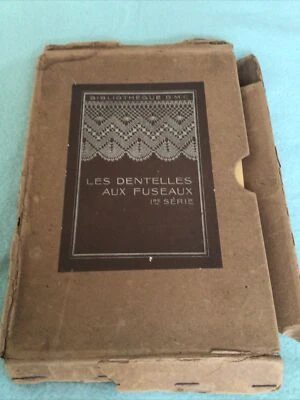 BIBLIOTHÈQUE D.M.C
LES DENTELLES
AUX FUSEAUX
1RE SÉRIE